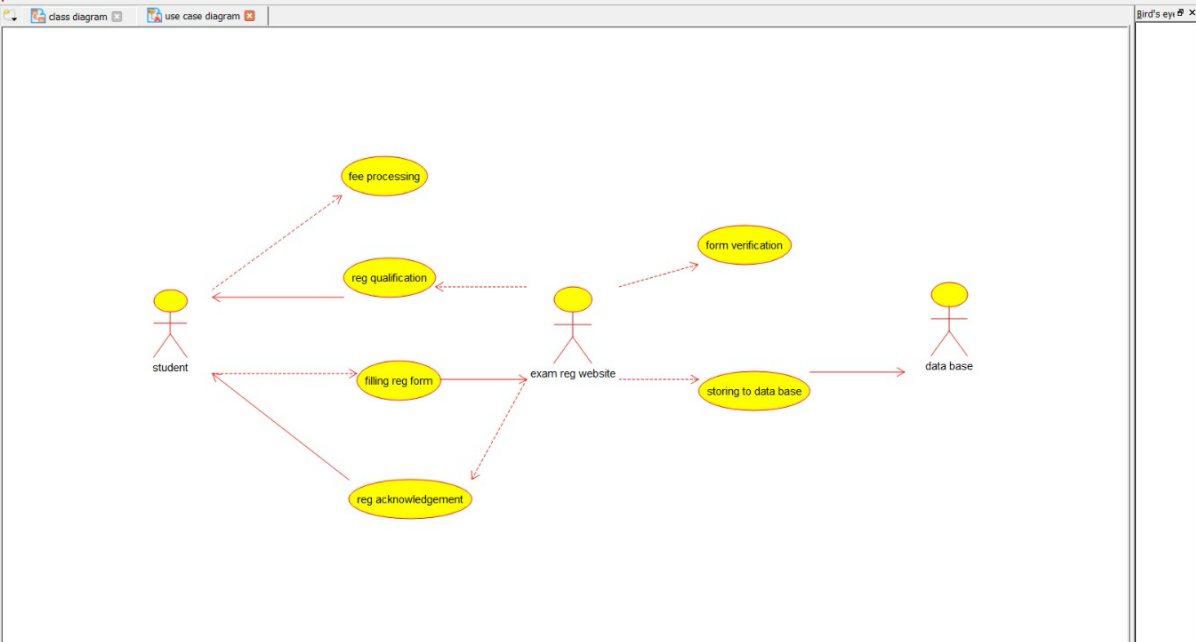 class diagram
use case diagram
Bird's eye
fee processing
form verification
reg qualification
student
exam reg website
data base
filling reg form
storing to data base
reg acknowledgement